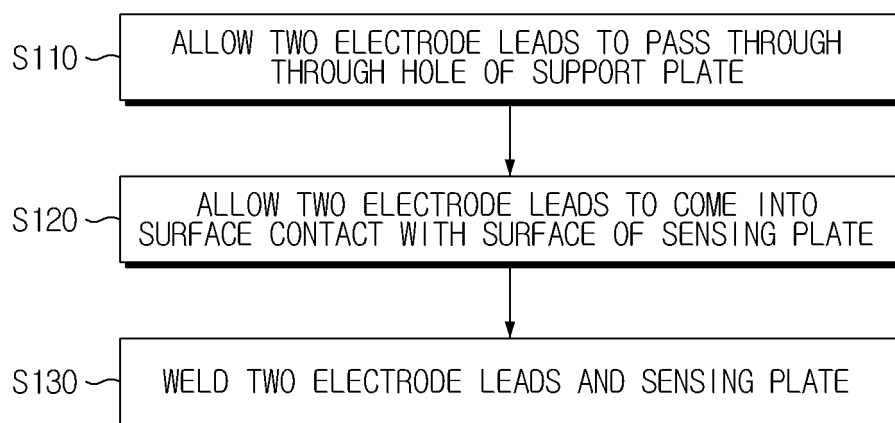 S110
ALLOW TWO ELECTRODE LEADS TO PASS THROUGH
THROUGH HOLE OF SUPPORT PLATE
S120
ALLOW TWO ELECTRODE LEADS TO COME INTO
SURFACE CONTACT WITH SURFACE OF SENSING PLATE
S130
WELD TWO ELECTRODE LEADS AND SENSING PLATE